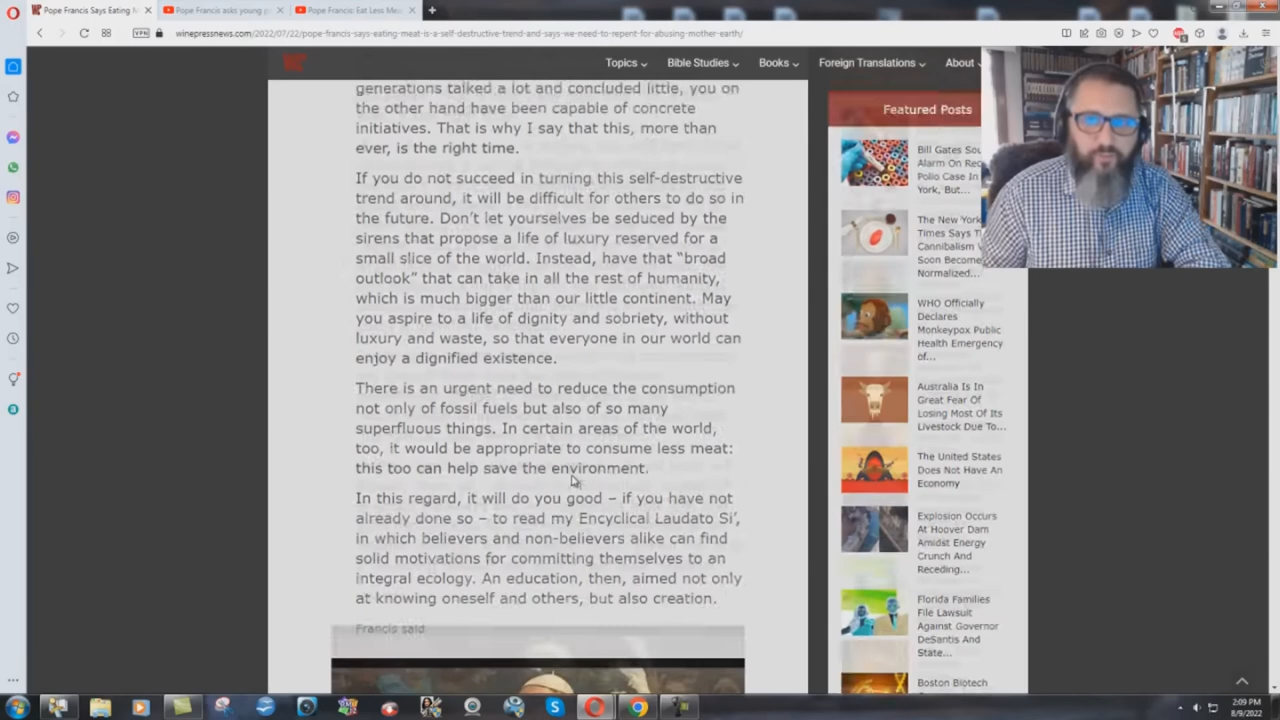 Pope Francis Says Eating M
Pope Francis asks young
Pope Francis: Eat Less Mea
VPN
winepressnews.com/2022/07/22/pope-francis-says-eating-meat-is-a-self-destructive-trend-and-says-we-need-to-repent-for-abusing-mother-earth/
Topics
Bible Studies
Books
Foreign Translations
About
generations talked a lot and concluded little, you on
the other hand have been capable of concrete
initiatives. That is why I say that this, more than
ever, is the right time.
If you do not succeed in turning this self-destructive
trend around, it will be difficult for others to do so in
the future. Don't let yourselves be seduced by the
sirens that propose a life of luxury reserved for a
small slice of the world. Instead, have that “broad
outlook” that can take in all the rest of humanity,
which is much bigger than our little continent. May
you aspire to a life of dignity and sobriety, without
luxury and waste, so that everyone in our world can
enjoy a dignified existence.
There is an urgent need to reduce the consumption
not only of fossil fuels but also of so many
superfluous things. In certain areas of the world,
too, it would be appropriate to consume less meat:
this too can help save the environment.
In this regard, it will do you good – if you have not
already done so – to read my Encyclical Laudato Si’,
in which believers and non-believers alike can find
solid motivations for committing themselves to an
integral ecology. An education, then, aimed not only
at knowing oneself and others, but also creation.
Francis said
Featured Posts
Bill Gates Sou
Alarm On Rec
Polio Case In
York, But...
The New York
Times Says T
Cannibalism
Soon Become
Normalized...
WHO Officially
Declares
Monkeypox Public
Health Emergency
of...
Australia Is In
Great Fear Of
Losing Most Of Its
Livestock Due To...
The United States
Does Not Have An
Economy
Explosion Occurs
At Hoover Dam
Amidst Energy
Crunch And
Receding...
Florida Families
File Lawsuit
Against Governor
DeSantis And
State...
Boston Biotech
2:09 PM
8/9/2022